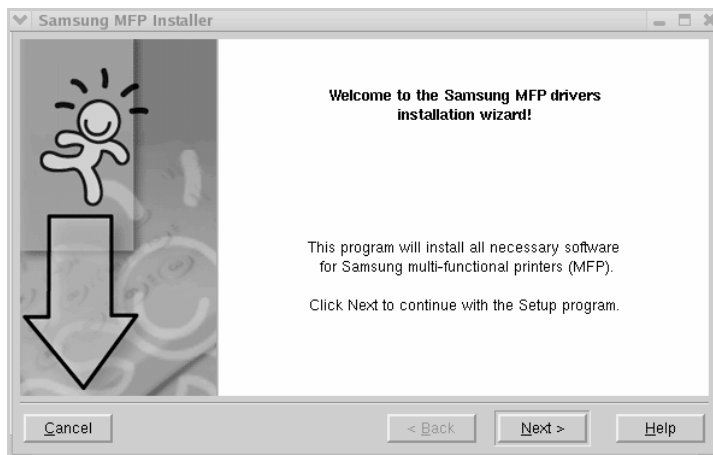 Samsung MFP Installer
Welcome to the Samsung MFP drivers
installation wizard!
This program will install all necessary software
for Samsung multi-functional printers (MFP).
Click Next to continue with the Setup program.
Cancel
< Back
Next >
Help